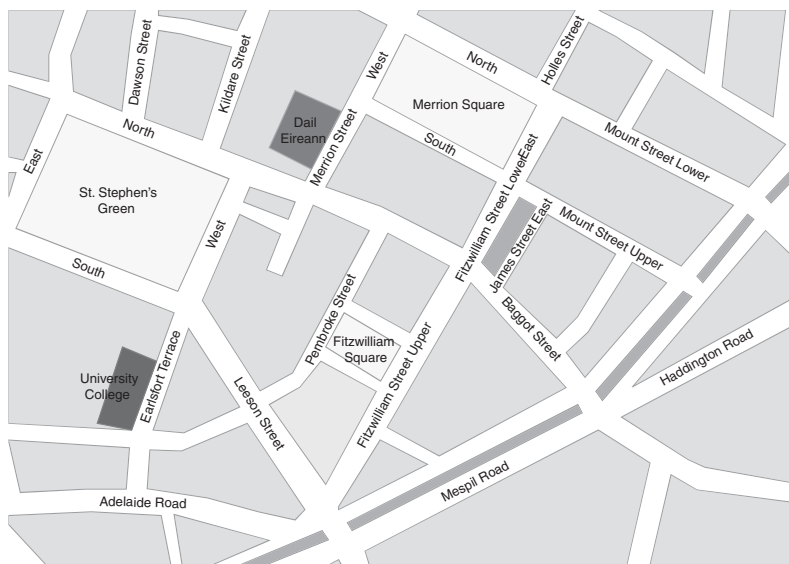 Dawson Street
Kildare Street
West
North
Holles Street
Merrion Square
North
Dail
Eireann
Merrion Street
South
East
Mount Street Lower
East
St. Stephen's
Green
West
Fitzwilliam Street Lower
James Street East
Mount Street Upper
South
Pembroke Street
Baggot Street
Fitzwilliam
Square
Fitzwilliam Street Upper
Haddington Road
University
College
Earlsfort Terrace
Leeson Street
Mespil Road
Adelaide Road